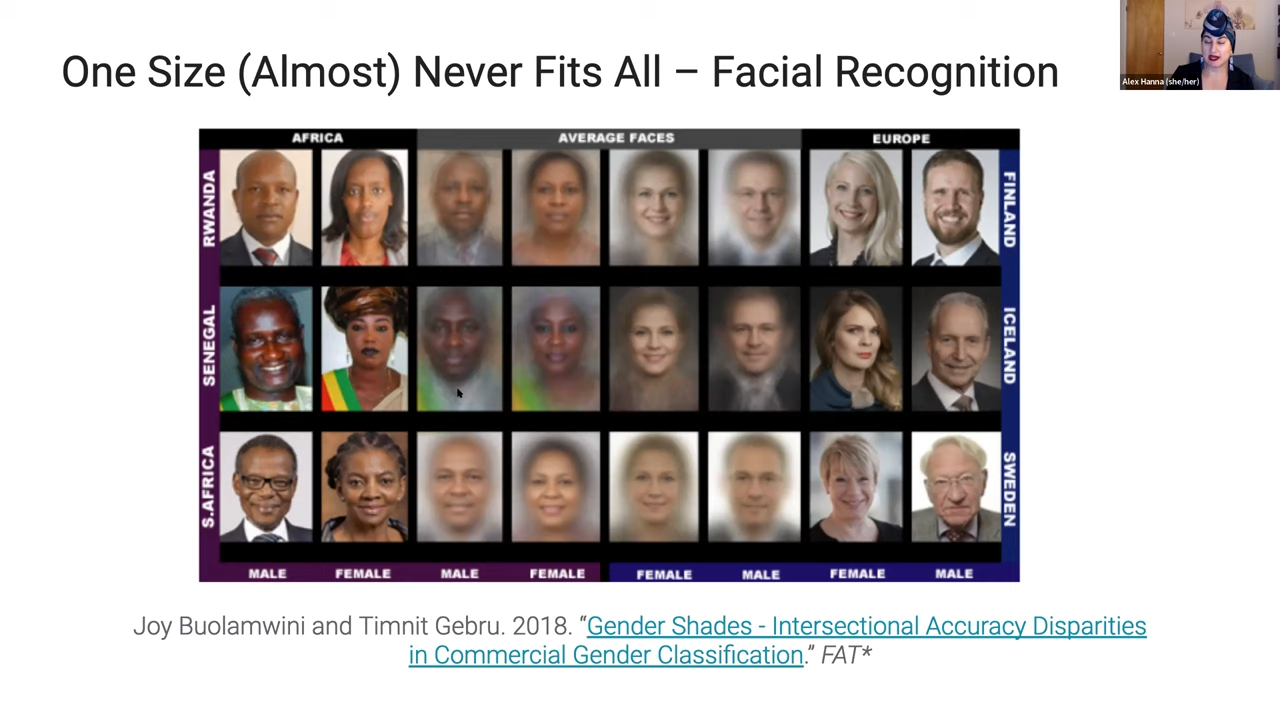 One Size (Almost) Never Fits All – Facial Recognition
Alex Hanna (she/her)
AFRICA AVERAGE FACES EUROPE
RWANDA
FINLAND
SENEGAL
ICELAND
S.AFRICA
SWEDEN
MALE FEMALE MALE FEMALE FEMALE MALE FEMALE MALE
Joy Buolamwini and Timnit Gebru. 2018. “Gender Shades - Intersectional Accuracy Disparities
in Commercial Gender Classification.” FAT*